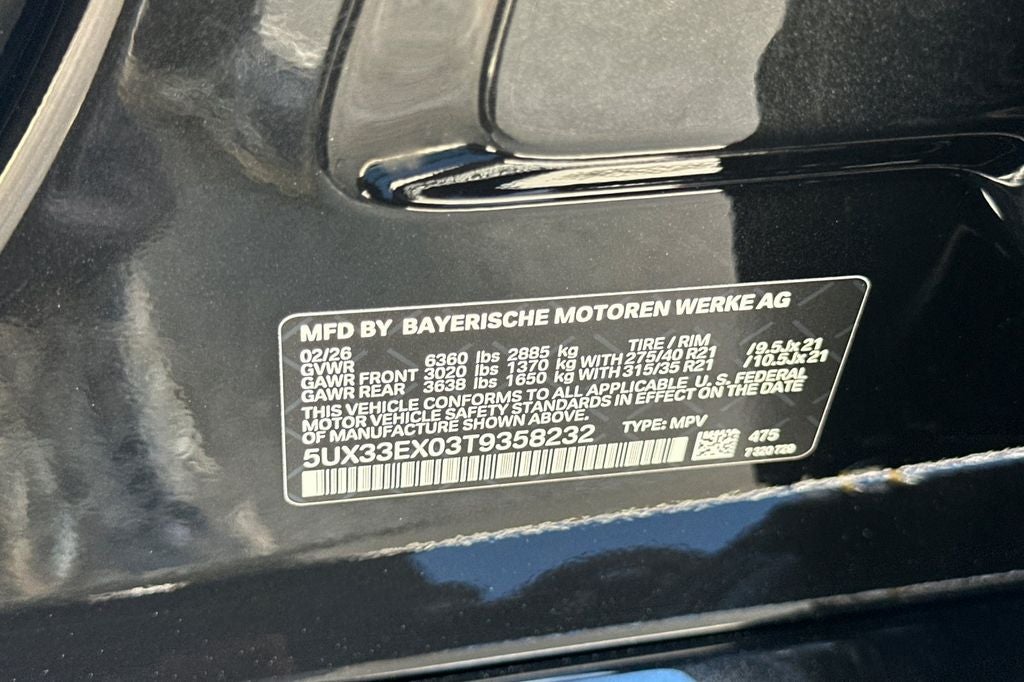 MFD BY BAYERISCHE MOTOREN WERKE AG
02/26 TIRE / RIM
GVWR 6360 lbs 2885 kg
GAWR FRONT 3020 lbs 1370 kg WITH 275/40 R21 /9.5Jx21
GAWR REAR 3638 lbs 1650 kg WITH 315/35 R21 /10.5Jx21
THIS VEHICLE CONFORMS TO ALL APPLICABLE U. S. FEDERAL
MOTOR VEHICLE SAFETY STANDARDS IN EFFECT ON THE DATE
OF MANUFACTURE SHOWN ABOVE.
5UX33EX03T9358232 TYPE: MPV
475
7 320 729